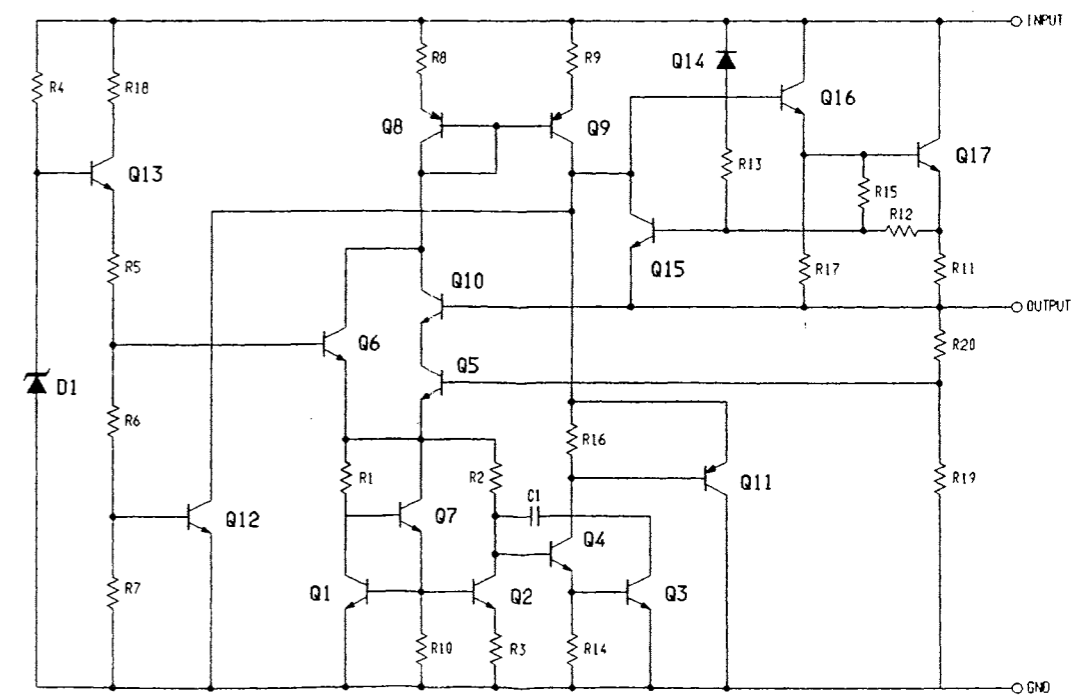 INPUT
R4
R18
R8
R9
Q14
Q16
Q8
Q9
Q13
R13
R15
Q17
R12
Q15
R5
Q10
R17
R11
OUTPUT
Q6
Q5
R20
D1
R6
R16
R1
R2
Q11
R19
C1
Q12
Q7
Q4
R7
Q1
Q2
Q3
R10
R3
R14
GND